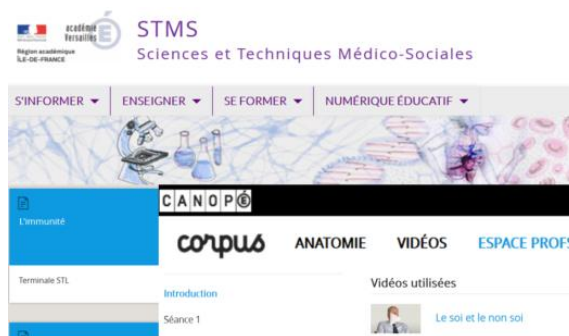 académie
Versailles
Région académique
ÎLE-DE-FRANCE
STMS
Sciences et Techniques Médico-Sociales
S'INFORMER
ENSEIGNER
SE FORMER
NUMÉRIQUE ÉDUCATIF
CANOPÉ
L'immunité
corpus
ANATOMIE
VIDÉOS
ESPACE PROFS
Terminale STL
Introduction
Séance 1
Vidéos utilisées
Le soi et le non soi